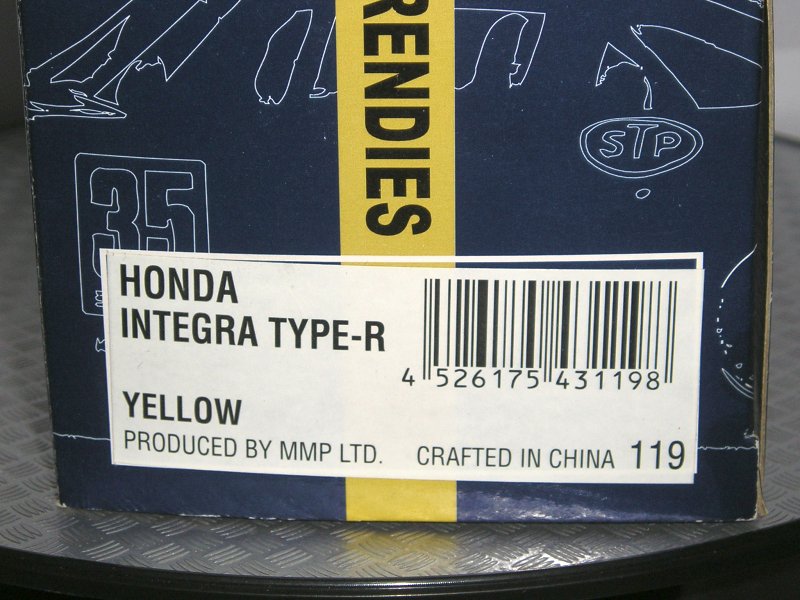 RENDIES
STP
35
HONDA
INTEGRA TYPE-R
4 526175 431198
YELLOW
PRODUCED BY MMP LTD. CRAFTED IN CHINA 119